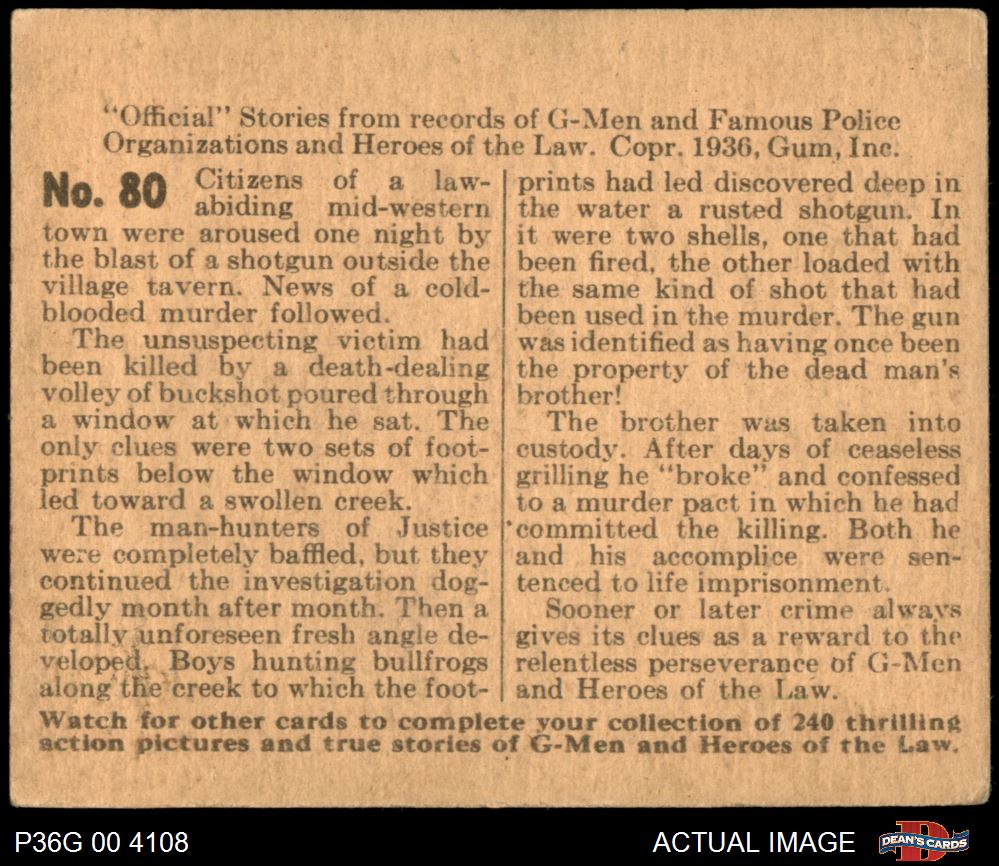 "Official" Stories from records of G-Men and Famous Police
Organizations and Heroes of the Law. Copr. 1936, Gum, Inc.
No. 80
Citizens of a law-
abiding mid-western
town were aroused one night by
the blast of a shotgun outside the
village tavern. News of a cold-
blooded murder followed.
The unsuspecting victim had
been killed by a death-dealing
volley of buckshot poured through
a window at which he sat. The
only clues were two sets of foot-
prints below the window which
led toward a swollen creek.
The man-hunters of Justice
were completely baffled, but they
continued the investigation dog-
gedly month after month. Then a
totally unforeseen fresh angle de-
veloped. Boys hunting bullfrogs
along the creek to which the foot-
prints had led discovered deep in
the water a rusted shotgun. In
it were two shells, one that had
been fired, the other loaded with
the same kind of shot that had
been used in the murder. The gun
was identified as having once been
the property of the dead man's
brother!
The brother was taken into
custody. After days of ceaseless
grilling he "broke" and confessed
to a murder pact in which he had
committed the killing. Both he
and his accomplice were sen-
tenced to life imprisonment.
Sooner or later crime always
gives its clues as a reward to the
relentless perseverance of G-Men
and Heroes of the Law.
Watch for other cards to complete your collection of 240 thrilling
action pictures and true stories of G-Men and Heroes of the Law.
P36G 00 4108
ACTUAL IMAGE
D
DEAN'S CARDS